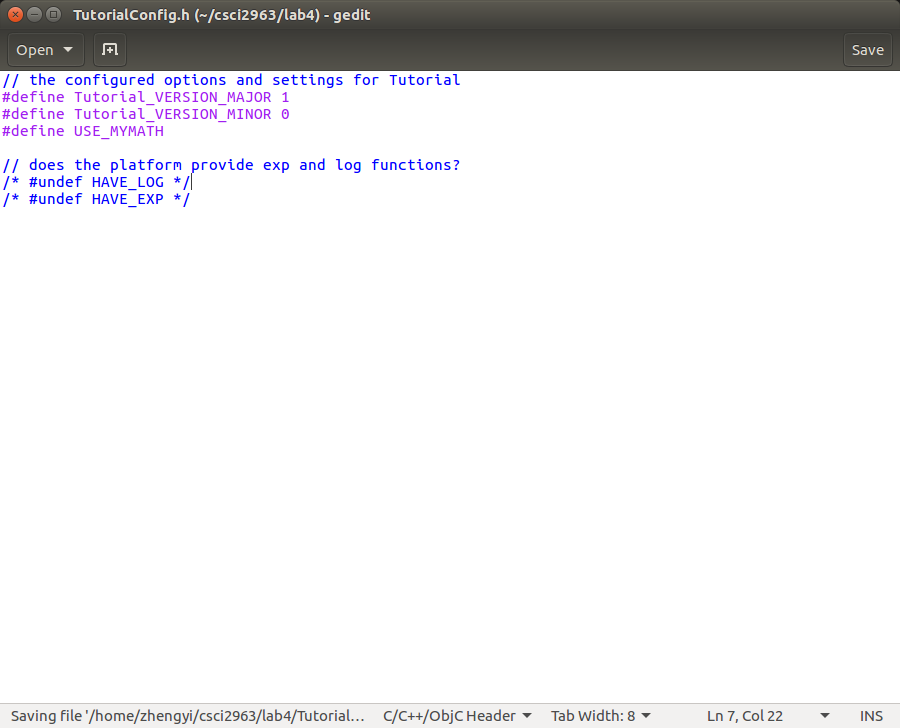 TutorialConfig.h (~/csci2963/lab4) - gedit
Open
Save
// the configured options and settings for Tutorial
#define Tutorial_VERSION_MAJOR 1
#define Tutorial_VERSION_MINOR 0
#define USE_MYMATH
// does the platform provide exp and log functions?
/* #undef HAVE_LOG */
/* #undef HAVE_EXP */
Saving file '/home/zhengyi/csci2963/lab4/Tutorial... C/C++/ObjC Header Tab Width: 8 Ln 7, Col 22 INS